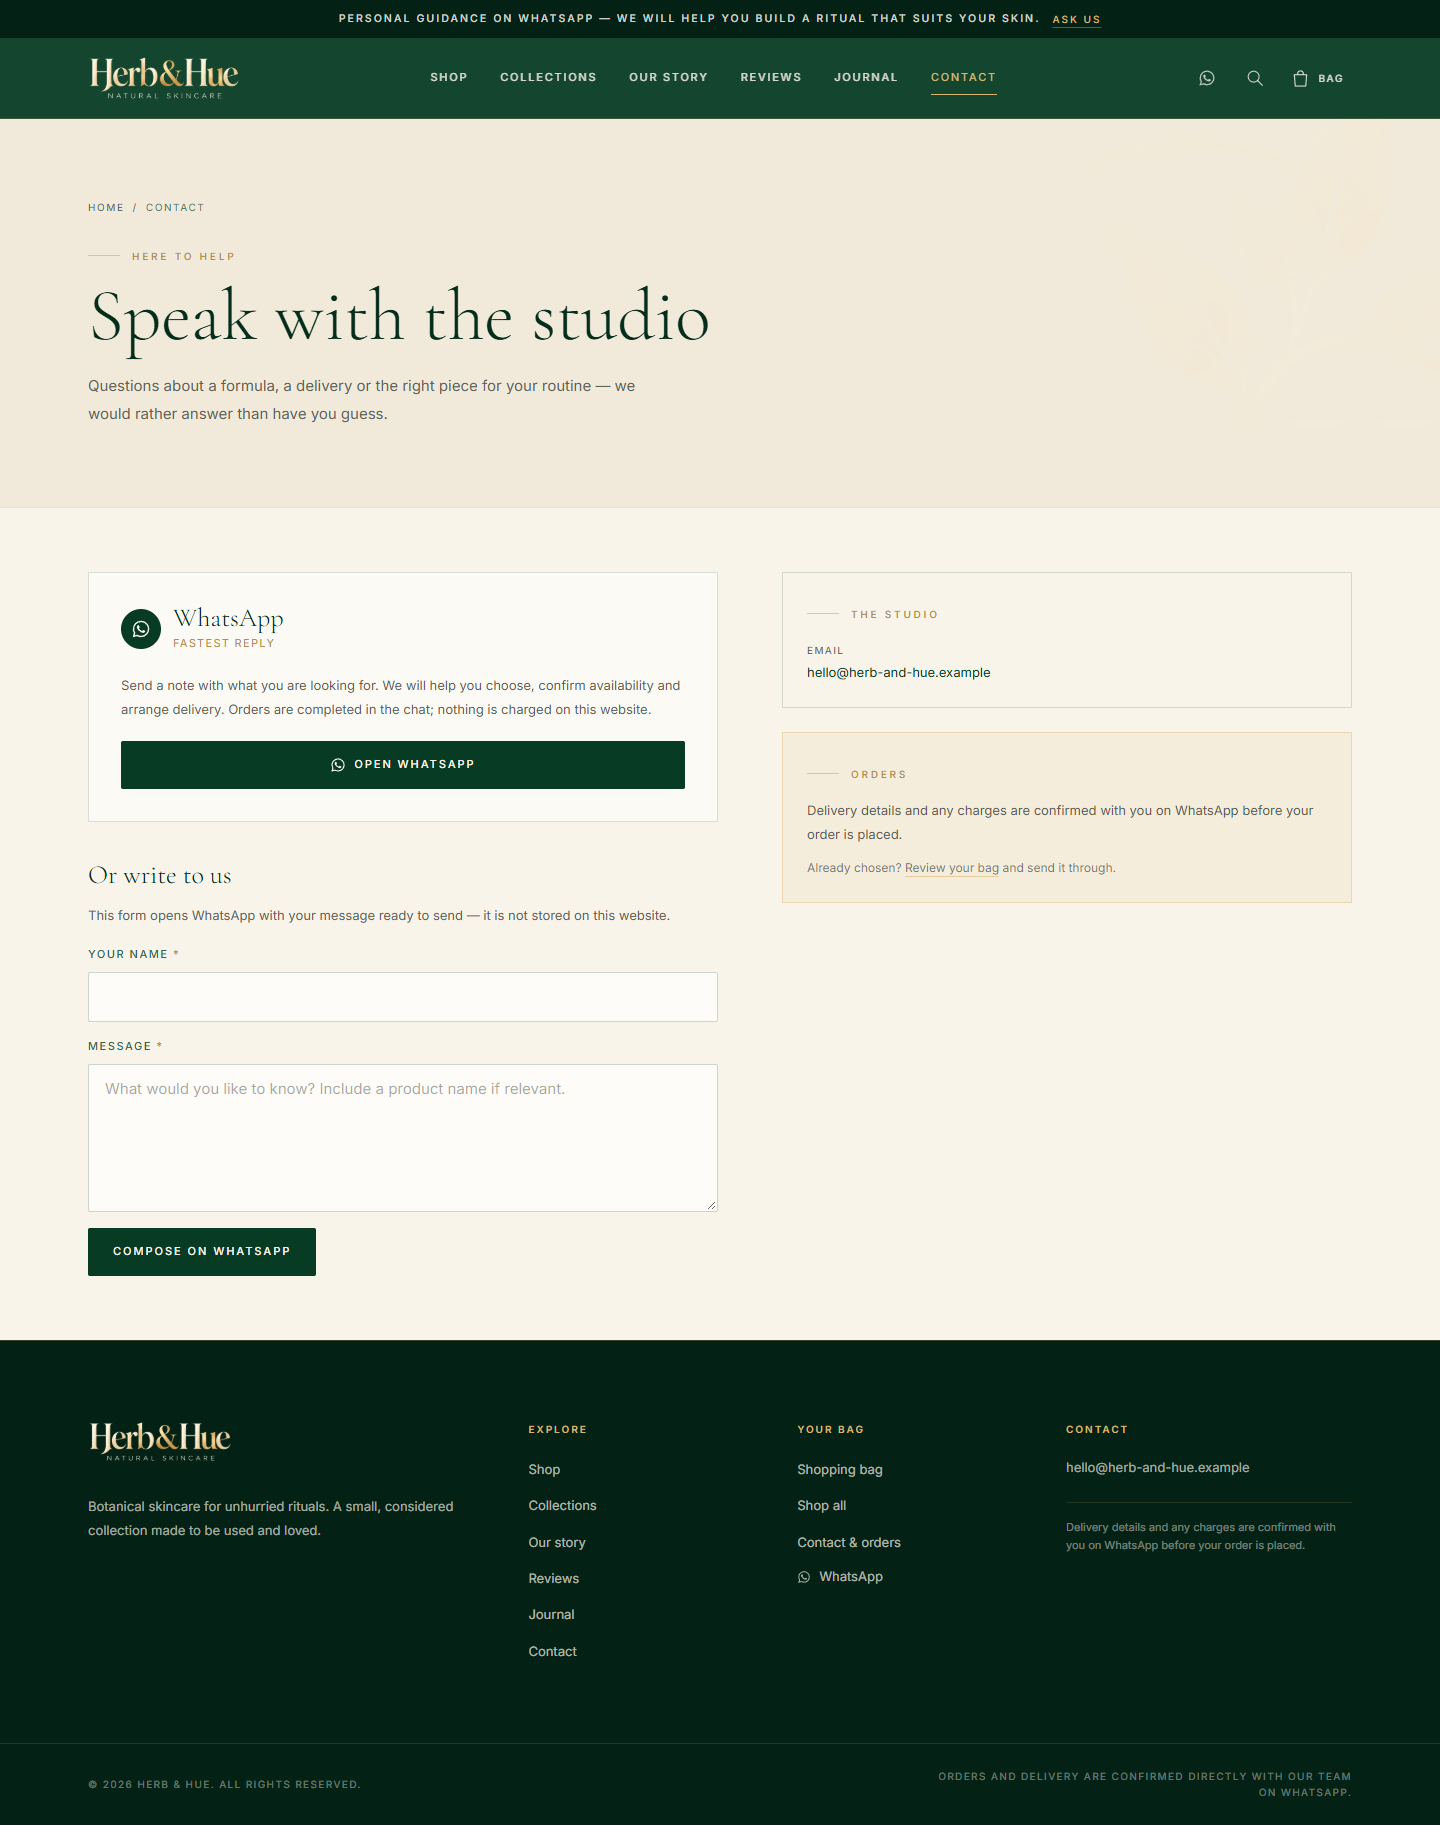 PERSONAL GUIDANCE ON WHATSAPP — WE WILL HELP YOU BUILD A RITUAL THAT SUITS YOUR SKIN. ASK US
Herb&Hue
NATURAL SKINCARE
SHOP COLLECTIONS OUR STORY REVIEWS JOURNAL CONTACT
BAG
HOME / CONTACT
HERE TO HELP
Speak with the studio
Questions about a formula, a delivery or the right piece for your routine — we
would rather answer than have you guess.
WhatsApp
FASTEST REPLY
Send a note with what you are looking for. We will help you choose, confirm availability and
arrange delivery. Orders are completed in the chat; nothing is charged on this website.
OPEN WHATSAPP
Or write to us
This form opens WhatsApp with your message ready to send — it is not stored on this website.
YOUR NAME *
MESSAGE *
What would you like to know? Include a product name if relevant.
COMPOSE ON WHATSAPP
THE STUDIO
EMAIL
hello@herb-and-hue.example
ORDERS
Delivery details and any charges are confirmed with you on WhatsApp before your
order is placed.
Already chosen? Review your bag and send it through.
Herb&Hue
NATURAL SKINCARE
Botanical skincare for unhurried rituals. A small, considered
collection made to be used and loved.
EXPLORE
Shop
Collections
Our story
Reviews
Journal
Contact
YOUR BAG
Shopping bag
Shop all
Contact & orders
WhatsApp
CONTACT
hello@herb-and-hue.example
Delivery details and any charges are confirmed with
you on WhatsApp before your order is placed.
© 2026 HERB & HUE. ALL RIGHTS RESERVED.
ORDERS AND DELIVERY ARE CONFIRMED DIRECTLY WITH OUR TEAM
ON WHATSAPP.